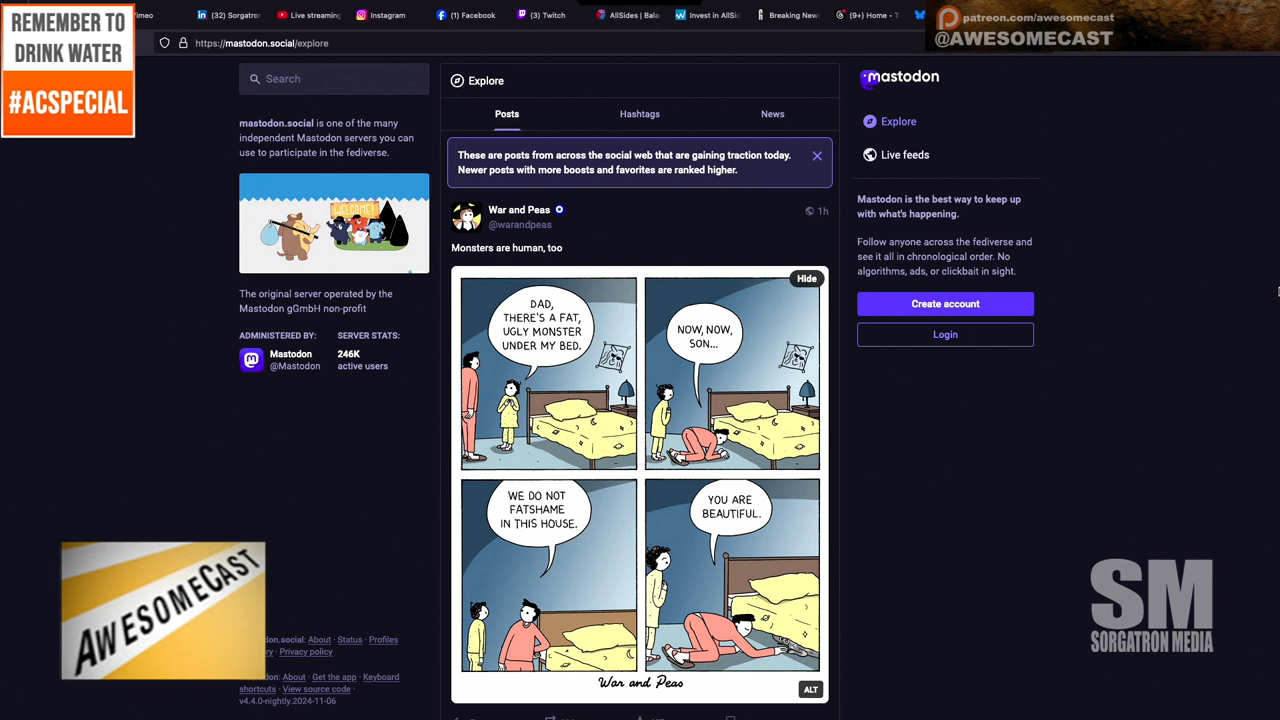 REMEMBER TO
DRINK WATER
#ACSPECIAL
Vimeo
(32) Sorgatron
Live streaming
Instagram
(1) Facebook
(3) Twitch
AllSides | Bala
Invest in AllSi
Breaking New
(9+) Home • T
https://mastodon.social/explore
patreon.com/awesomecast
@AWESOMECAST
Search
mastodon.social is one of the many
independent Mastodon servers you can
use to participate in the fediverse.
WELCOME!
The original server operated by the
Mastodon gGmbH non-profit
ADMINISTERED BY:
SERVER STATS:
Mastodon
@Mastodon
246K
active users
Explore
Posts
Hashtags
News
These are posts from across the social web that are gaining traction today.
Newer posts with more boosts and favorites are ranked higher.
War and Peas
@warandpeas
1h
Monsters are human, too
Hide
DAD,
THERE'S A FAT,
UGLY MONSTER
UNDER MY BED.
NOW, NOW,
SON...
WE DO NOT
FATSHAME
IN THIS HOUSE.
YOU ARE
BEAUTIFUL.
War and Peas
ALT
mastodon
Explore
Live feeds
Mastodon is the best way to keep up
with what's happening.
Follow anyone across the fediverse and
see it all in chronological order. No
algorithms, ads, or clickbait in sight.
Create account
Login
AWESOMECAST
don.social: About · Status · Profiles
ry · Privacy policy
don: About · Get the app · Keyboard
shortcuts · View source code ·
v4.4.0-nightly.2024-11-06
SM
SORGATRON MEDIA